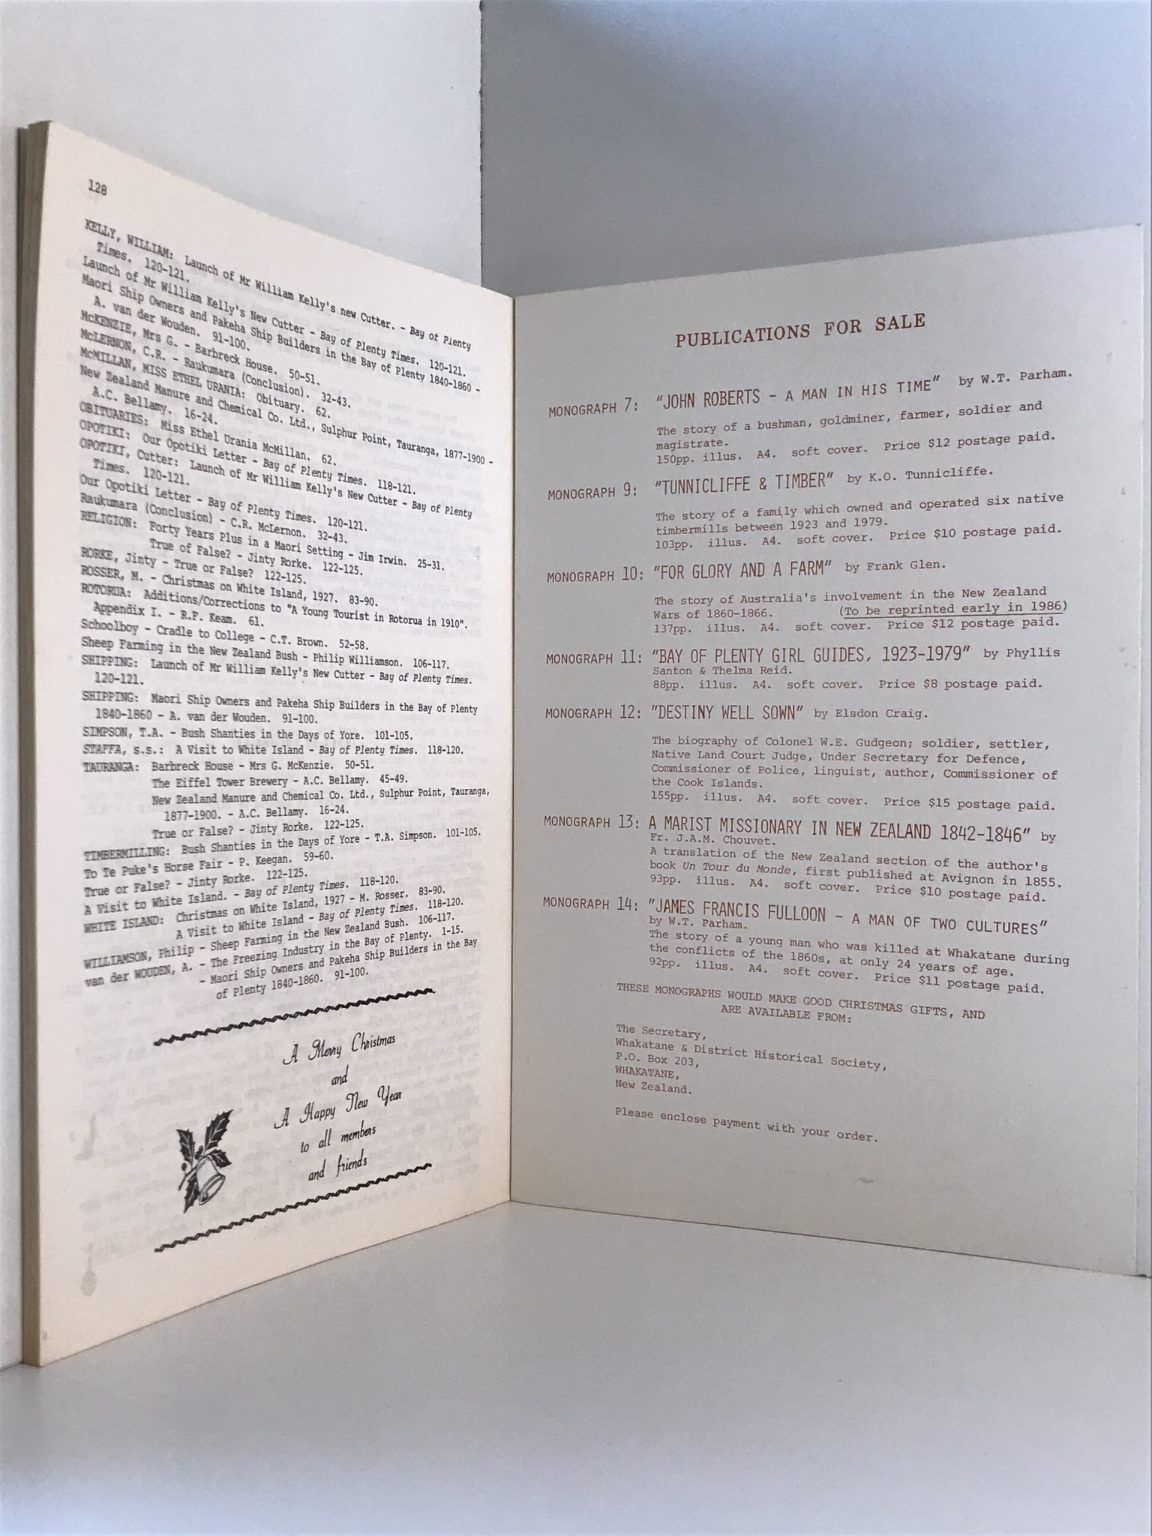 128
KELLY, WILLIAM: Launch of Mr William Kelly's new Cutter. - Bay of Plenty
Times. 120-121.
Launch of Mr William Kelly's New Cutter - Bay of Plenty Times. 120-121.
Maori Ship Owners and Pakeha Ship Builders in the Bay of Plenty 1840-1860 -
A. van der Wouden. 91-100.
McKENZIE, Mrs G. - Barbreck House. 50-51.
McLERNON, C.R. - Raukumara (Conclusion). 32-43.
McMILLAN, MISS ETHEL URANIA: Obituary. 62.
New Zealand Manure and Chemical Co. Ltd., Sulphur Point, Tauranga, 1877-1900 -
A.C. Bellamy. 16-24.
OBITUARIES: Miss Ethel Urania McMillan. 62.
OPOTIKI: Our Opotiki Letter - Bay of Plenty Times. 118-121.
OPOTIKI, Cutter: Launch of Mr William Kelly's New Cutter - Bay of Plenty
Times. 120-121.
Our Opotiki Letter - Bay of Plenty Times. 120-121.
Raukumara (Conclusion) - C.R. McLernon. 32-43.
RELIGION: Forty Years Plus in a Maori Setting - Jim Irwin. 25-31.
True of False? - Jinty Rorke. 122-125.
RORKE, Jinty - True or False? 122-125.
ROSSER, M. - Christmas on White Island, 1927. 83-90.
ROTORUA: Additions/Corrections to "A Young Tourist in Rotorua in 1910".
Appendix I. - R.F. Keam. 61.
Schoolboy - Cradle to College - C.T. Brown. 52-58.
Sheep Farming in the New Zealand Bush - Philip Williamson. 106-117.
SHIPPING: Launch of Mr William Kelly's New Cutter - Bay of Plenty Times.
120-121.
SHIPPING: Maori Ship Owners and Pakeha Ship Builders in the Bay of Plenty
1840-1860 - A. van der Wouden. 91-100.
SIMPSON, T.A. - Bush Shanties in the Days of Yore. 101-105.
STAFFA, s.s.: A Visit to White Island - Bay of Plenty Times. 118-120.
TAURANGA: Barbreck House - Mrs G. McKenzie. 50-51.
The Eiffel Tower Brewery - A.C. Bellamy. 45-49.
New Zealand Manure and Chemical Co. Ltd., Sulphur Point, Tauranga,
1877-1900. - A.C. Bellamy. 16-24.
True or False? - Jinty Rorke. 122-125.
TIMBERMILLING: Bush Shanties in the Days of Yore - T.A. Simpson. 101-105.
To Te Puke's Horse Fair - P. Keegan. 59-60.
True or False? - Jinty Rorke. 122-125.
A Visit to White Island. - Bay of Plenty Times. 118-120.
WHITE ISLAND: Christmas on White Island, 1927 - M. Rosser. 83-90.
A Visit to White Island - Bay of Plenty Times. 118-120.
WILLIAMSON, Philip - Sheep Farming in the New Zealand Bush. 106-117.
van der WOUDEN, A. - The Freezing Industry in the Bay of Plenty. 1-15.
- Maori Ship Owners and Pakeha Ship Builders in the Bay
of Plenty 1840-1860. 91-100.
A Merry Christmas
and
A Happy New Year
to all members
and friends
PUBLICATIONS FOR SALE
MONOGRAPH 7: "JOHN ROBERTS - A MAN IN HIS TIME" by W.T. Parham.
The story of a bushman, goldminer, farmer, soldier and
magistrate.
150pp. illus. A4. soft cover. Price $12 postage paid.
MONOGRAPH 9: "TUNNICLIFFE & TIMBER" by K.O. Tunnicliffe.
The story of a family which owned and operated six native
timbermills between 1923 and 1979.
103pp. illus. A4. soft cover. Price $10 postage paid.
MONOGRAPH 10: "FOR GLORY AND A FARM" by Frank Glen.
The story of Australia's involvement in the New Zealand
Wars of 1860-1866. (To be reprinted early in 1986)
137pp. illus. A4. soft cover. Price $12 postage paid.
MONOGRAPH 11: "BAY OF PLENTY GIRL GUIDES, 1923-1979" by Phyllis
Santon & Thelma Reid.
88pp. illus. A4. soft cover. Price $8 postage paid.
MONOGRAPH 12: "DESTINY WELL SOWN" by Elsdon Craig.
The biography of Colonel W.E. Gudgeon; soldier, settler,
Native Land Court Judge, Under Secretary for Defence,
Commissioner of Police, linguist, author, Commissioner of
the Cook Islands.
155pp. illus. A4. soft cover. Price $15 postage paid.
MONOGRAPH 13: A MARIST MISSIONARY IN NEW ZEALAND 1842-1846" by
Fr. J.A.M. Chouvet.
A translation of the New Zealand section of the author's
book Un Tour du Monde, first published at Avignon in 1855.
93pp. illus. A4. soft cover. Price $10 postage paid.
MONOGRAPH 14: "JAMES FRANCIS FULLOON - A MAN OF TWO CULTURES"
by W.T. Parham.
The story of a young man who was killed at Whakatane during
the conflicts of the 1860s, at only 24 years of age.
92pp. illus. A4. soft cover. Price $11 postage paid.
THESE MONOGRAPHS WOULD MAKE GOOD CHRISTMAS GIFTS, AND
ARE AVAILABLE FROM:
The Secretary,
Whakatane & District Historical Society,
P.O. Box 203,
WHAKATANE,
New Zealand.
Please enclose payment with your order.